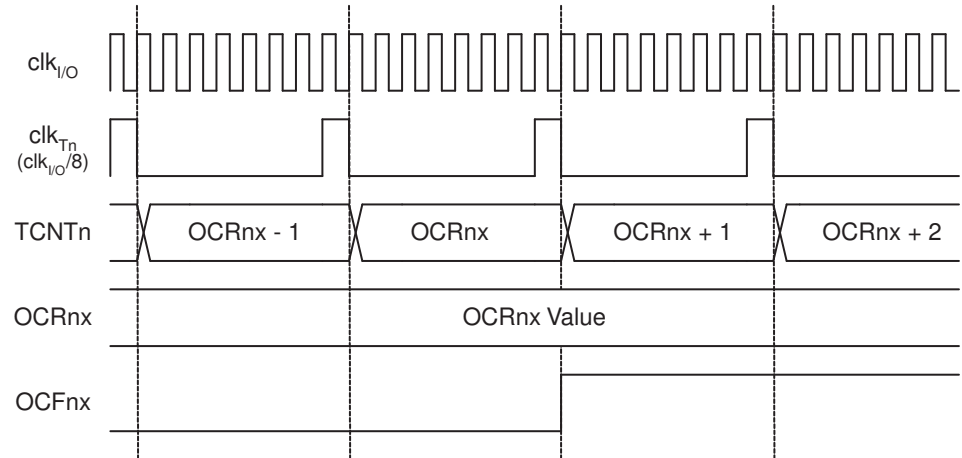 clkI/O
clkTn
(clkI/O/8)
TCNTn
OCRnx - 1
OCRnx
OCRnx + 1
OCRnx + 2
OCRnx
OCRnx Value
OCFnx